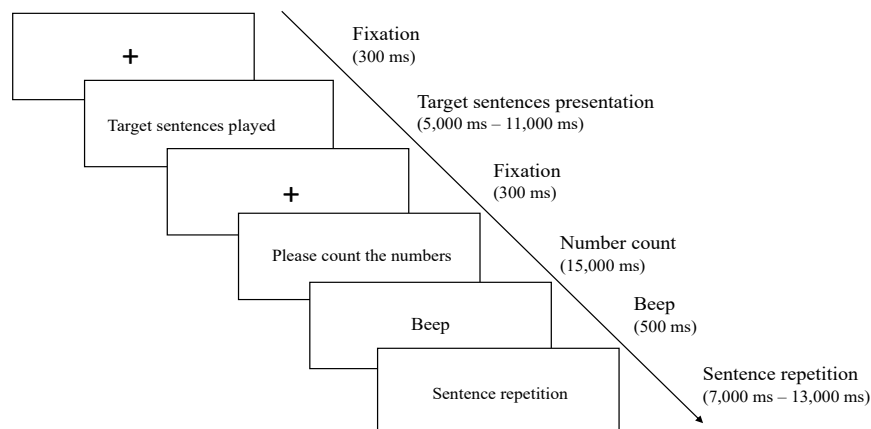 Fixation
(300 ms)
+
Target sentences presentation
(5,000 ms – 11,000 ms)
Target sentences played
Fixation
(300 ms)
+
Number count
(15,000 ms)
Please count the numbers
Beep
(500 ms)
Beep
Sentence repetition
(7,000 ms – 13,000 ms)
Sentence repetition